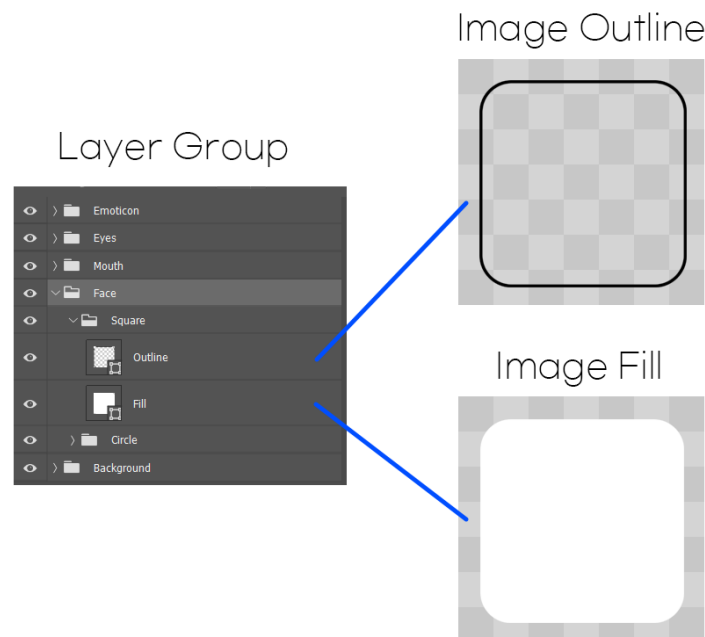 Image Outline
Layer Group
Emoticon
Eyes
Mouth
Face
Square
Outline
Fill
Circle
Background
Image Fill